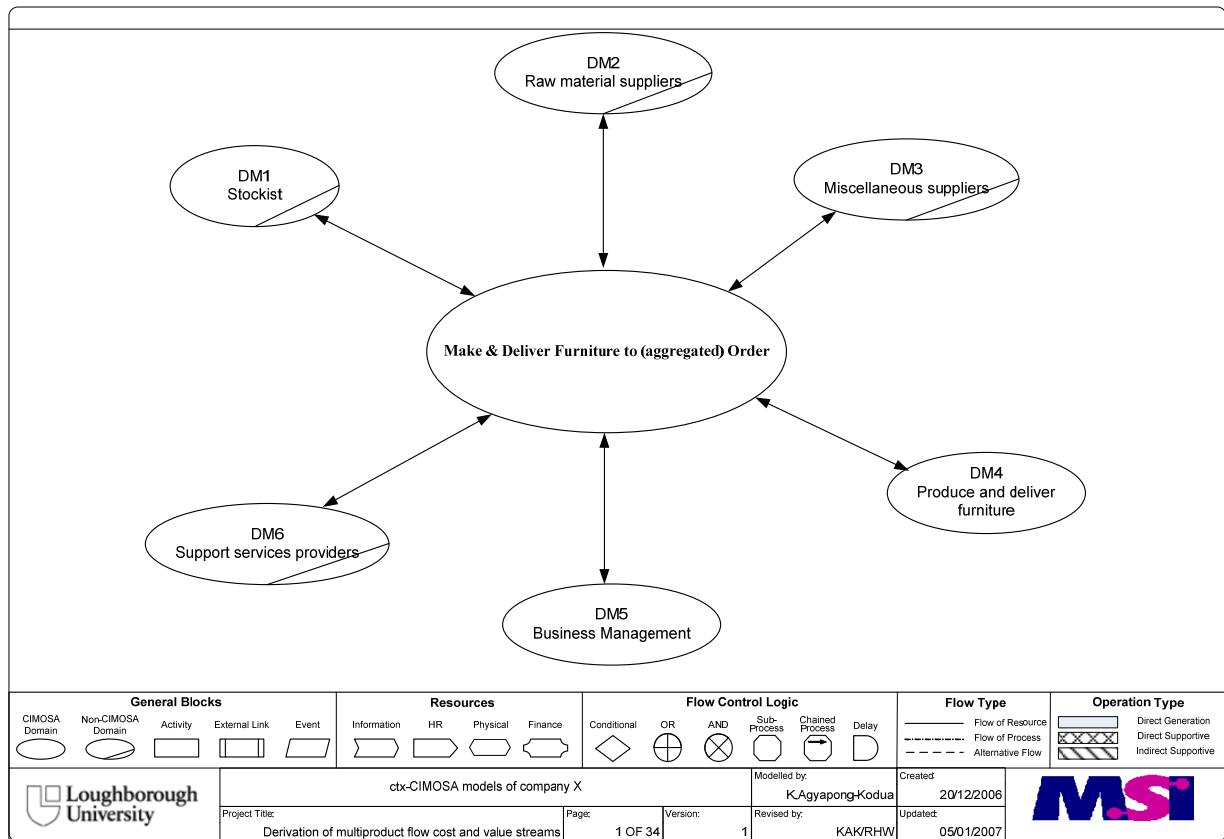 DM2
Raw material suppliers
DM1
Stockist
DM3
Miscellaneous suppliers
Make & Deliver Furniture to (aggregated) Order
DM4
Produce and deliver
furniture
DM6
Support services providers
DM5
Business Management
General Blocks
CIMOSA
Domain
Non-CIMOSA
Domain
Activity
External Link
Event
Resources
Information
HR
Physical
Finance
Flow Control Logic
Conditional
OR
AND
Sub-
Process
Chained
Process
Delay
Flow Type
Flow of Resource
Flow of Process
Alternative Flow
Operation Type
Direct Generation
Direct Supportive
Indirect Supportive
Loughborough
University
ctx-CIMOSA models of company X
Modelled by:
K.Agyapong-Kodua
Created:
20/12/2006
Project Title:
Derivation of multiproduct flow cost and value streams
Page:
1 OF 34
Version:
1
Revised by:
KAK/RHW
Updated:
05/01/2007
MSI